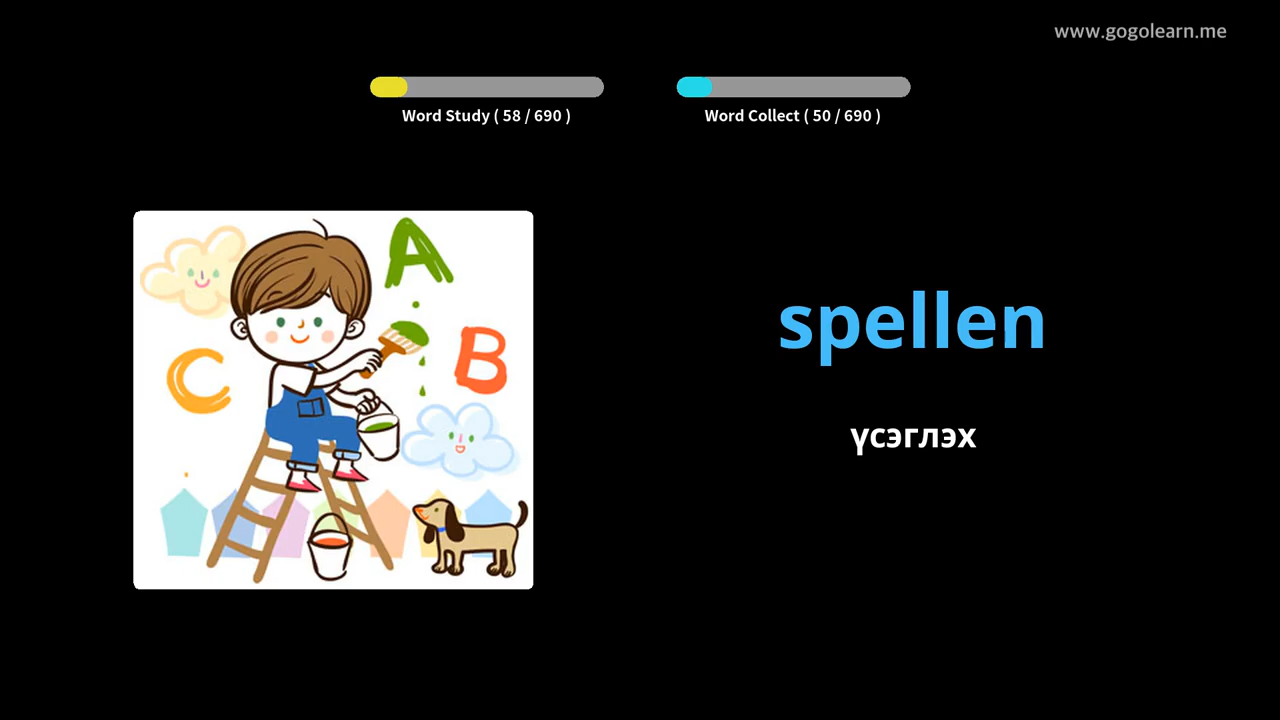 www.gogolearn.me
Word Study ( 58 / 690 )
Word Collect ( 50 / 690 )
A
B
C
spellen
үсэглэх